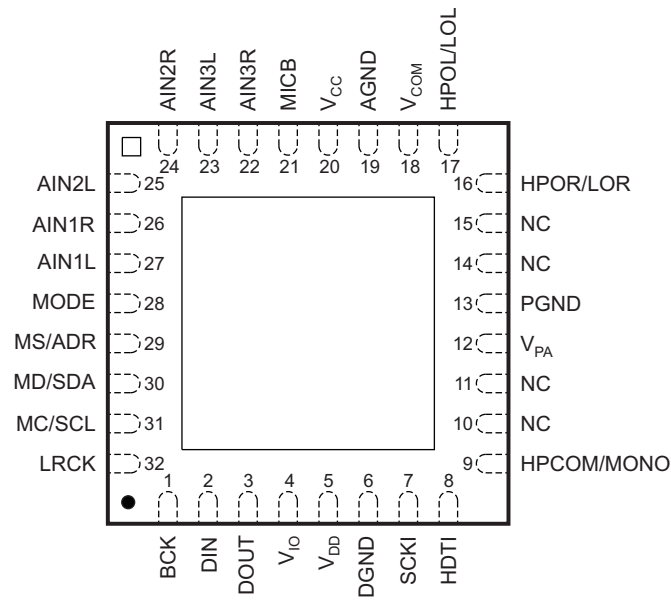 AIN2R AIN3L AIN3R MICB VCC AGND VCOM HPOL/LOL
24 23 22 21 20 19 18 17
AIN2L 25 16 HPOR/LOR
AIN1R 26 15 NC
AIN1L 27 14 NC
MODE 28 13 PGND
MS/ADR 29 12 VPA
MD/SDA 30 11 NC
MC/SCL 31 10 NC
LRCK 32 9 HPCOM/MONO
1 2 3 4 5 6 7 8
BCK DIN DOUT VIO VDD DGND SCKI HDTI